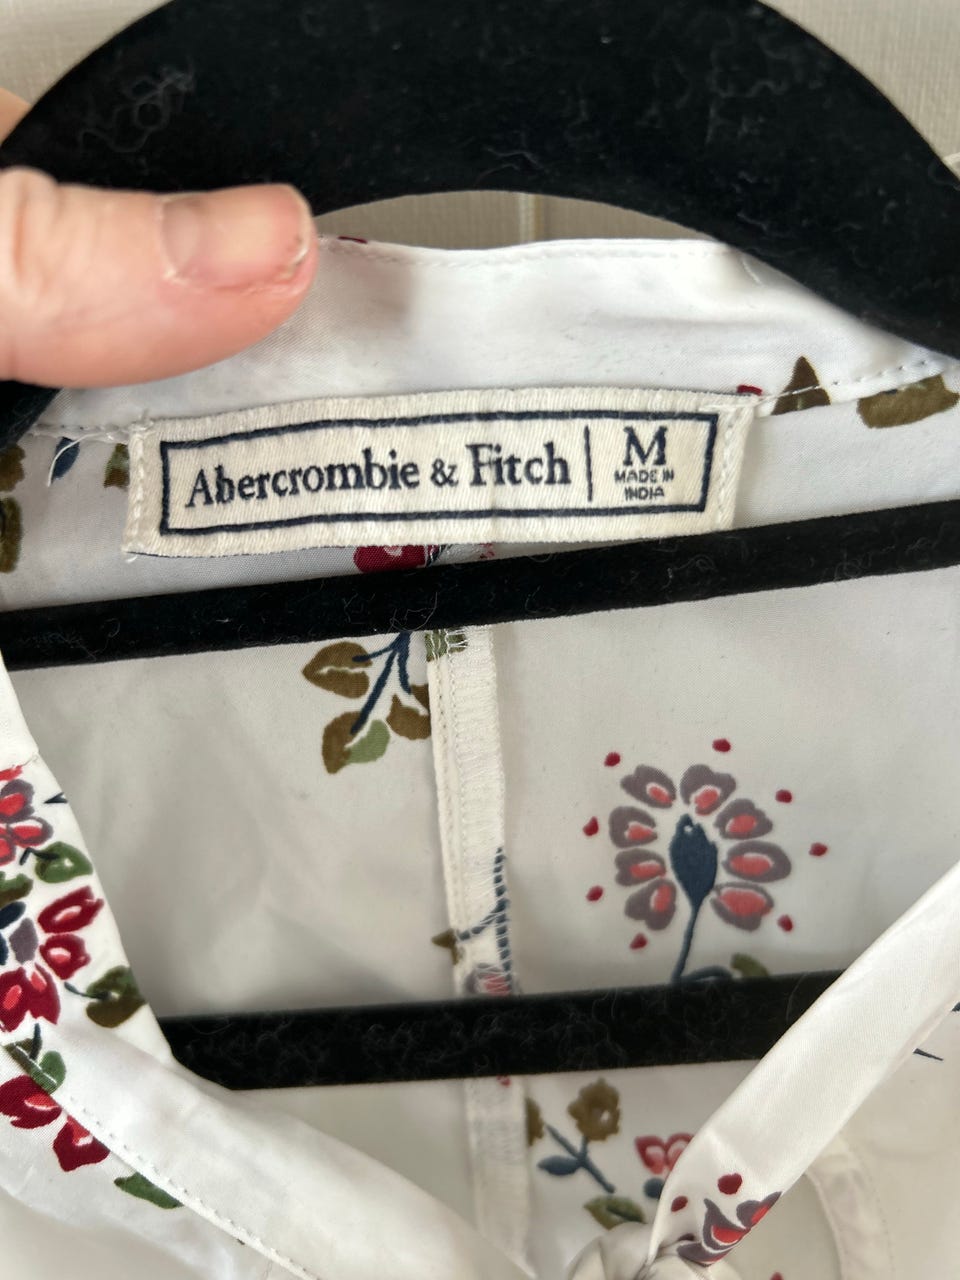 Abercrombie & Fitch
M
MADE IN
INDIA